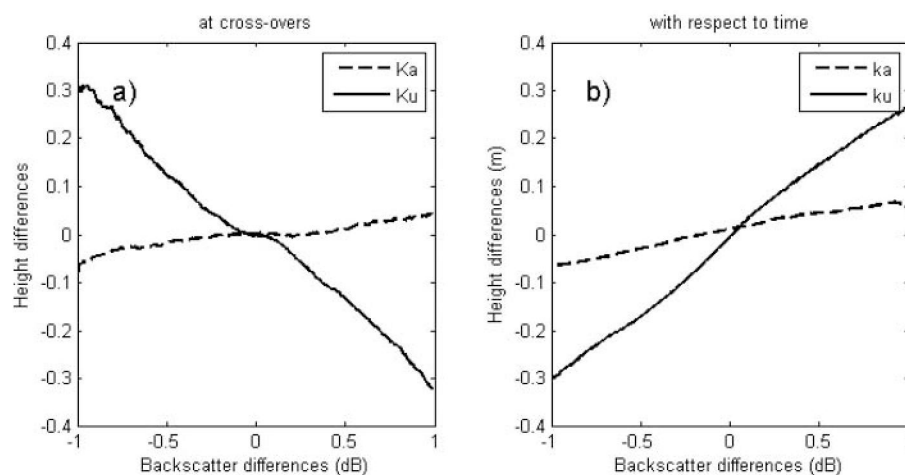 at cross-overs
with respect to time
0.4
0.3
0.2
0.1
0
-0.1
-0.2
-0.3
-0.4
Height differences
a)
Ka
Ku
-1
-0.5
0
0.5
1
Backscatter differences (dB)
0.4
0.3
0.2
0.1
0
-0.1
-0.2
-0.3
-0.4
Height differences (m)
b)
ka
ku
-1
-0.5
0
0.5
1
Backscatter differences (dB)